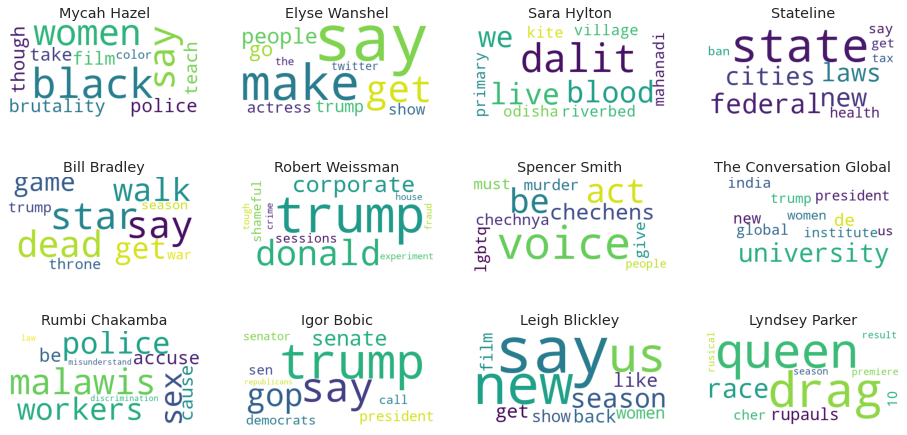 Mycah Hazel
women
say
though
take
film
color
teach
black
brutality
police
Elyse Wanshel
people
say
go
the
twitter
make
get
actress
trump
show
Sara Hylton
we
kite
village
dalit
primary
live
blood
mahanadi
odisha
riverbed
Stateline
ban
state
say
get
tax
cities
laws
federal
new
health
Bill Bradley
game
walk
trump
star
season
say
dead
get
war
throne
Robert Weissman
corporate
house
tough
shameful
crime
trump
fraud
sessions
donald
experiment
Spencer Smith
must
murder
act
be
chechnya
chechens
lgbtq
voice
give
people
The Conversation Global
india
trump
president
new
women
de
global
institute
us
university
Rumbi Chakamba
law
police
be
misunderstand
accuse
malawis
sex
cause
discrimination
workers
Igor Bobic
senator
senate
sen
trump
republicans
gop
say
call
democrats
president
Leigh Blickley
film
say
us
new
like
season
get
show
back
women
Lyndsey Parker
rusical
queen
result
season
premiere
race
drag
10
cher
rupauls